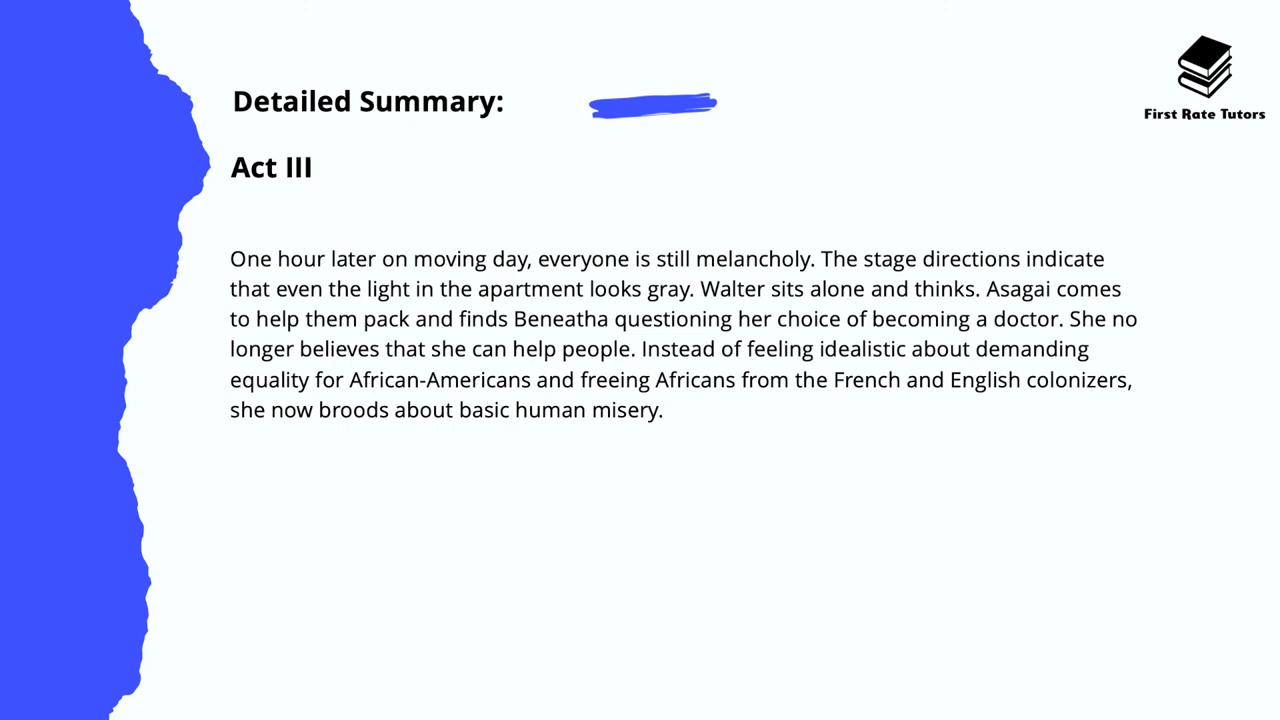 First Rate Tutors
Detailed Summary:
Act III
One hour later on moving day, everyone is still melancholy. The stage directions indicate
that even the light in the apartment looks gray. Walter sits alone and thinks. Asagai comes
to help them pack and finds Beneatha questioning her choice of becoming a doctor. She no
longer believes that she can help people. Instead of feeling idealistic about demanding
equality for African-Americans and freeing Africans from the French and English colonizers,
she now broods about basic human misery.